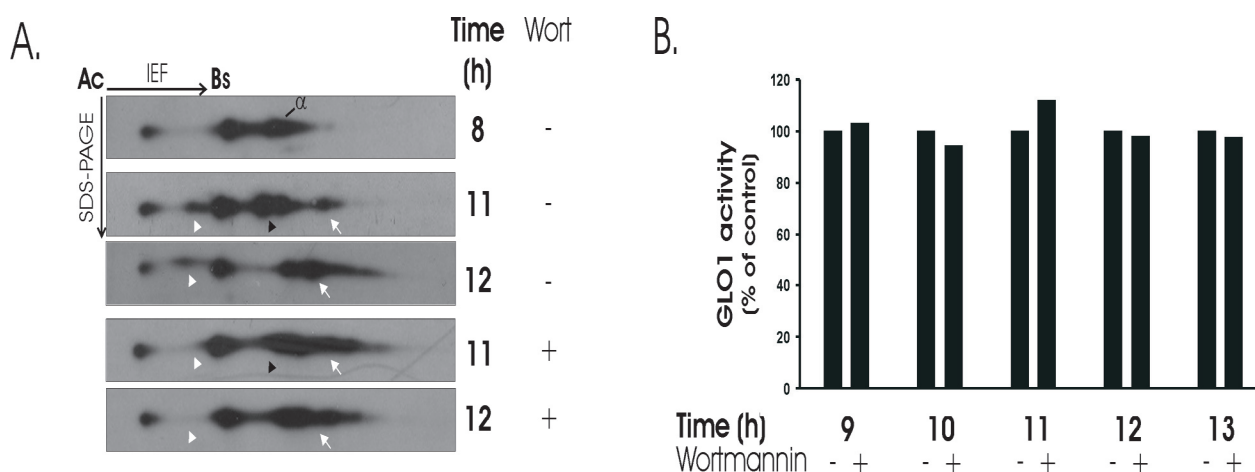 A.
Time Wort
(h)
Ac IEF Bs
SDS-PAGE
α
8 -
11 -
12 -
11 +
12 +
B.
GLO1 activity
(% of control)
120
100
80
60
40
20
0
Time (h) 9 10 11 12 13
Wortmannin - + - + - + - + - +